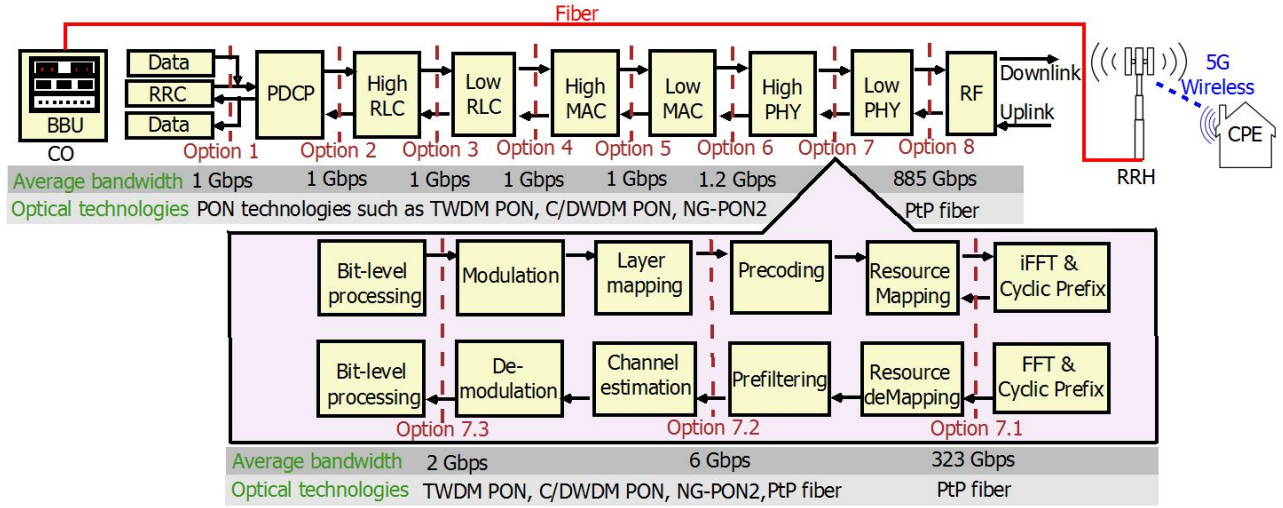 Fiber
BBU
CO
Data
RRC
Data
PDCP
High
RLC
Low
RLC
High
MAC
Low
MAC
High
PHY
Low
PHY
RF
Downlink
Uplink
5G
Wireless
CPE
RRH
Option 1
Option 2
Option 3
Option 4
Option 5
Option 6
Option 7
Option 8
Average bandwidth 1 Gbps 1 Gbps 1 Gbps 1 Gbps 1 Gbps 1.2 Gbps 885 Gbps
Optical technologies PON technologies such as TWDM PON, C/DWDM PON, NG-PON2 PtP fiber
Bit-level
processing
Modulation
Layer
mapping
Precoding
Resource
Mapping
iFFT &
Cyclic Prefix
Bit-level
processing
De-
modulation
Channel
estimation
Prefiltering
Resource
deMapping
FFT &
Cyclic Prefix
Option 7.3
Option 7.2
Option 7.1
Average bandwidth 2 Gbps 6 Gbps 323 Gbps
Optical technologies TWDM PON, C/DWDM PON, NG-PON2, PtP fiber PtP fiber